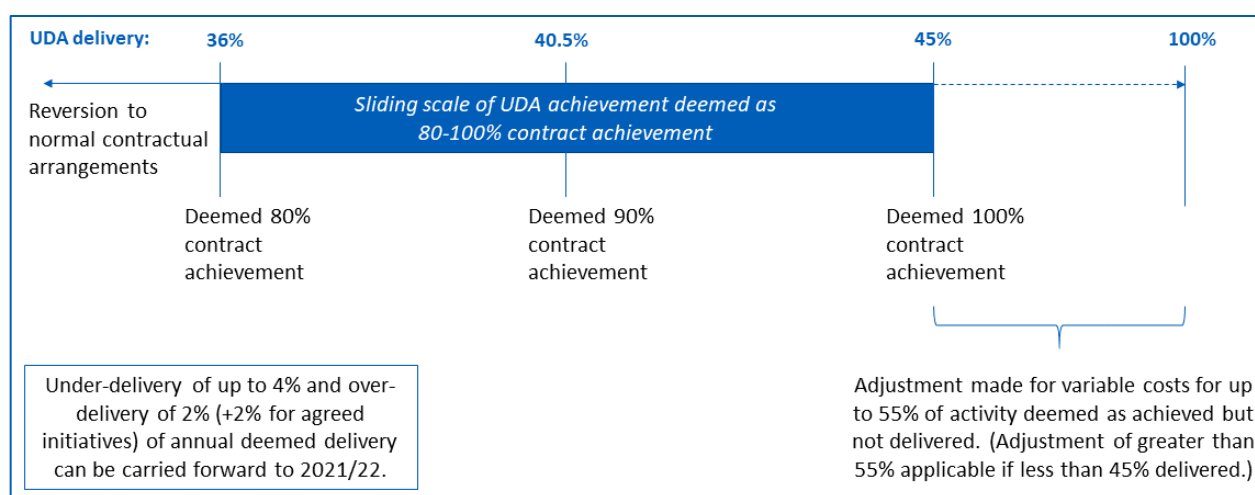 UDA delivery: 36% 40.5% 45% 100%
Sliding scale of UDA achievement deemed as
80-100% contract achievement
Reversion to
normal contractual
arrangements
Deemed 80%
contract
achievement
Deemed 90%
contract
achievement
Deemed 100%
contract
achievement
Under-delivery of up to 4% and over-
delivery of 2% (+2% for agreed
initiatives) of annual deemed delivery
can be carried forward to 2021/22.
Adjustment made for variable costs for up
to 55% of activity deemed as achieved but
not delivered. (Adjustment of greater than
55% applicable if less than 45% delivered.)